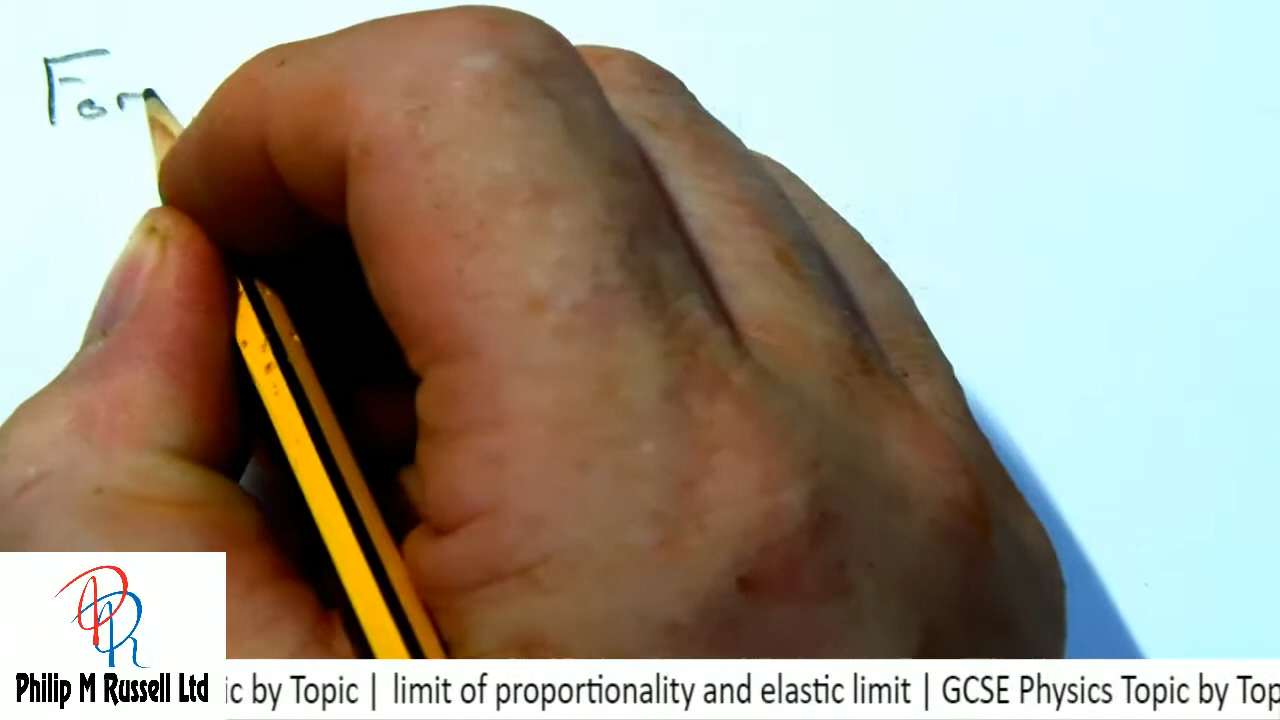 For
Philip M Russell Ltd
ic by Topic | limit of proportionality and elastic limit | GCSE Physics Topic by Top